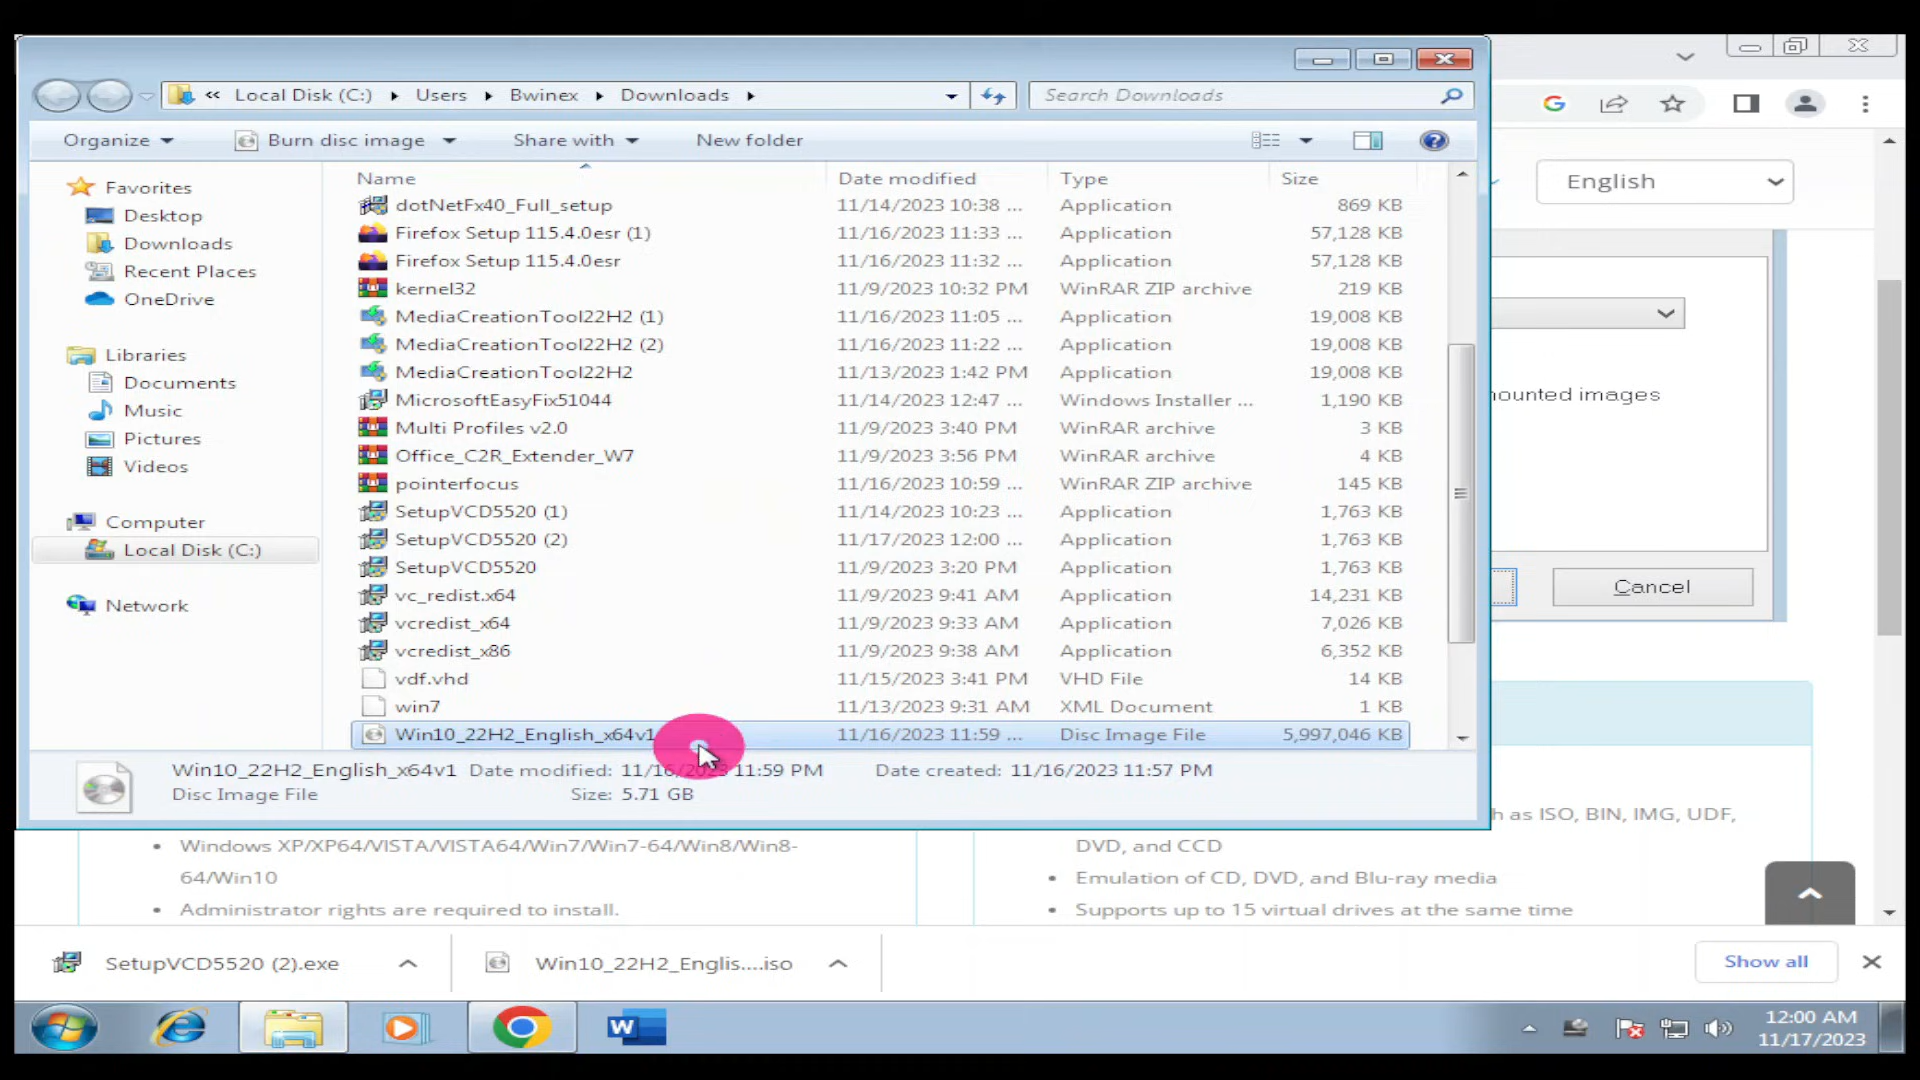 « Local Disk (C:) ▸ Users ▸ Bwinex ▸ Downloads ▸
Search Downloads
Organize
Burn disc image
Share with
New folder
Name Date modified Type Size
Favorites
Desktop
Downloads
Recent Places
OneDrive
Libraries
Documents
Music
Pictures
Videos
Computer
Local Disk (C:)
Network
dotNetFx40_Full_setup 11/14/2023 10:38 ... Application 869 KB
Firefox Setup 115.4.0esr (1) 11/16/2023 11:33 ... Application 57,128 KB
Firefox Setup 115.4.0esr 11/16/2023 11:32 ... Application 57,128 KB
kernel32 11/9/2023 10:32 PM WinRAR ZIP archive 219 KB
MediaCreationTool22H2 (1) 11/16/2023 11:05 ... Application 19,008 KB
MediaCreationTool22H2 (2) 11/16/2023 11:22 ... Application 19,008 KB
MediaCreationTool22H2 11/13/2023 1:42 PM Application 19,008 KB
MicrosoftEasyFix51044 11/14/2023 12:47 ... Windows Installer ... 1,190 KB
Multi Profiles v2.0 11/9/2023 3:40 PM WinRAR archive 3 KB
Office_C2R_Extender_W7 11/9/2023 3:56 PM WinRAR archive 4 KB
pointerfocus 11/16/2023 10:59 ... WinRAR ZIP archive 145 KB
SetupVCD5520 (1) 11/14/2023 10:23 ... Application 1,763 KB
SetupVCD5520 (2) 11/17/2023 12:00 ... Application 1,763 KB
SetupVCD5520 11/9/2023 3:20 PM Application 1,763 KB
vc_redist.x64 11/9/2023 9:41 AM Application 14,231 KB
vcredist_x64 11/9/2023 9:33 AM Application 7,026 KB
vcredist_x86 11/9/2023 9:38 AM Application 6,352 KB
vdf.vhd 11/15/2023 3:41 PM VHD File 14 KB
win7 11/13/2023 9:31 AM XML Document 1 KB
Win10_22H2_English_x64v1 11/16/2023 11:59 ... Disc Image File 5,997,046 KB
Win10_22H2_English_x64v1 Date modified: 11/16/2023 11:59 PM Date created: 11/16/2023 11:57 PM
Disc Image File Size: 5.71 GB
English
mounted images
Cancel
Windows XP/XP64/VISTA/VISTA64/Win7/Win7-64/Win8/Win8-
64/Win10
Administrator rights are required to install.
as ISO, BIN, IMG, UDF,
DVD, and CCD
Emulation of CD, DVD, and Blu-ray media
Supports up to 15 virtual drives at the same time
SetupVCD5520 (2).exe
Win10_22H2_Englis....iso
Show all
W
12:00 AM
11/17/2023